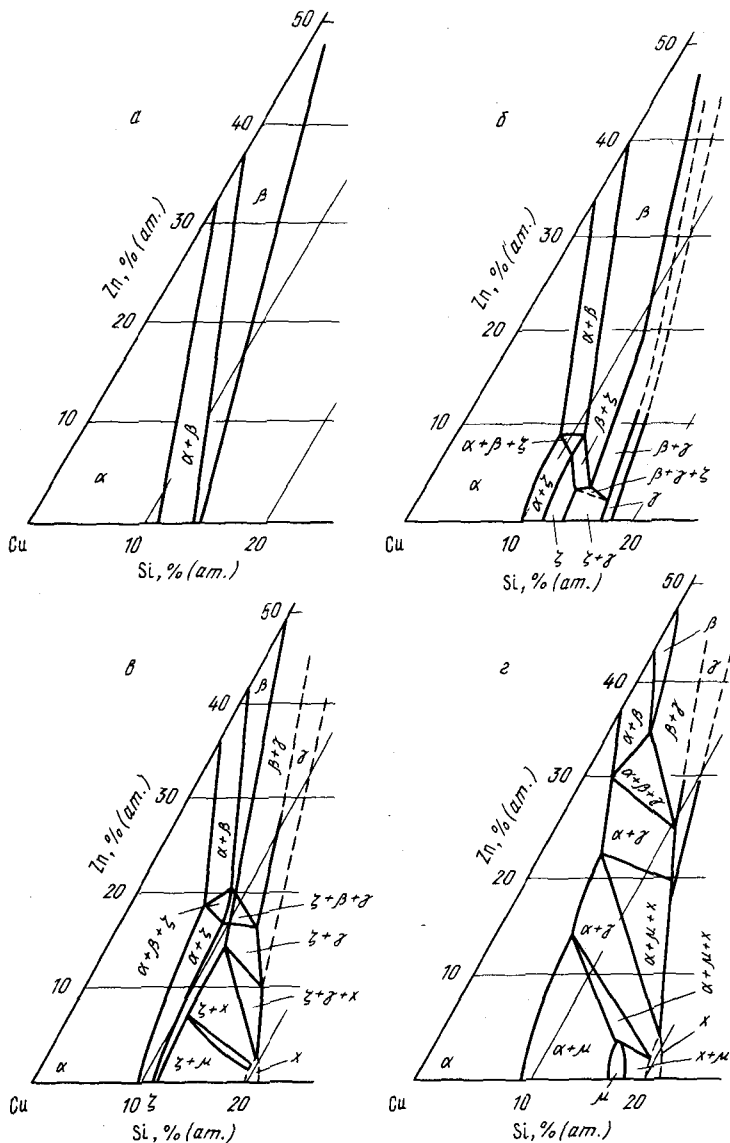 а
50
40
30
20
10
Zn, % (ат.)
β
α+β
α
Cu
10
20
Si, % (ат.)
б
50
40
30
20
10
Zn, % (ат.)
β
α+β
β+ζ
α+β+ζ
α+ζ
α
β+γ
β+γ+ζ
γ
ζ
ζ+γ
Cu
10
20
Si, % (ат.)
в
50
40
30
20
10
Zn, % (ат.)
β
β+γ
γ
α+β
α+β+ζ
α+ζ
ζ+β+γ
ζ+γ
ζ+γ+x
ζ+x
ζ+μ
x
α
Cu
10
ζ
20
Si, % (ат.)
г
50
40
30
20
10
Zn, % (ат.)
β
γ
α+β
β+γ
α+β+γ
α+γ
α+μ+x
α+γ
α+μ+x
x
x+μ
α+μ
μ
α
Cu
10
20
Si, % (ат.)